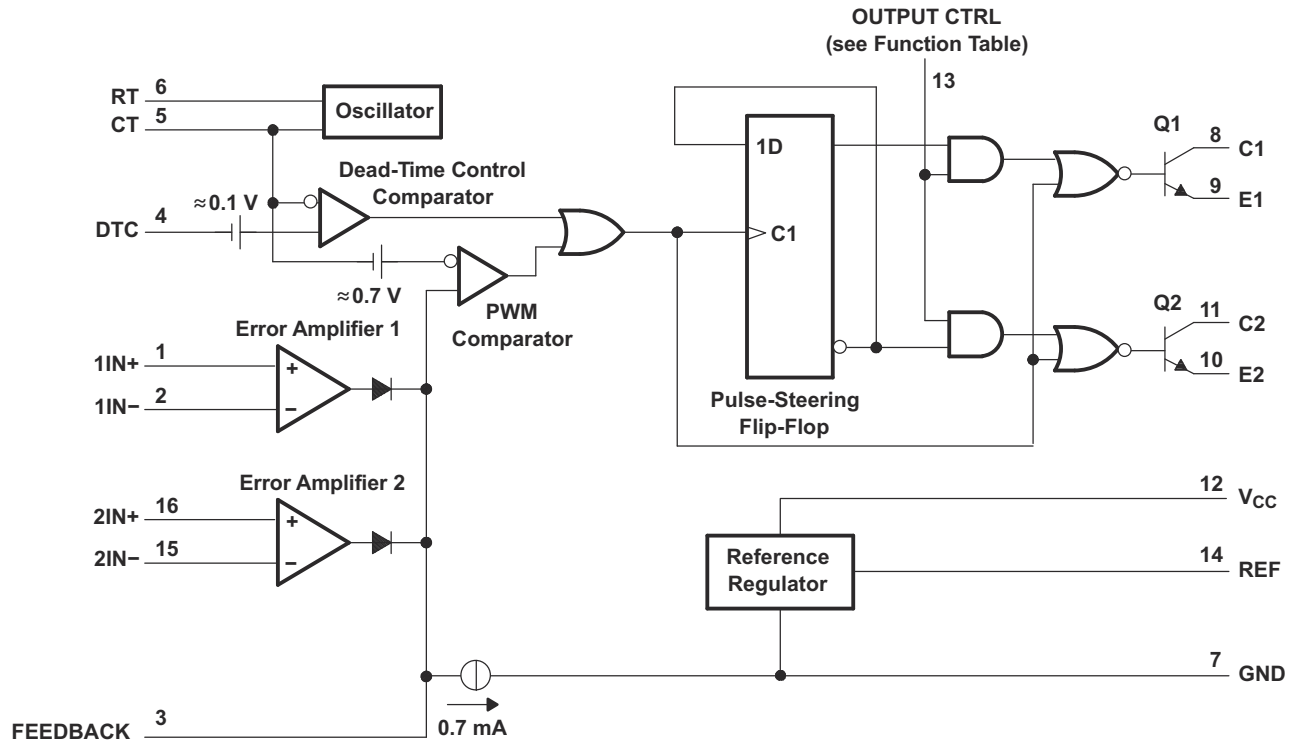 OUTPUT CTRL
(see Function Table)
13
RT 6
CT 5
Oscillator
Dead-Time Control
Comparator
≈ 0.1 V
DTC 4
≈ 0.7 V
PWM
Comparator
1D
C1
Pulse-Steering
Flip-Flop
Q1
8 C1
9 E1
Q2
11 C2
10 E2
Error Amplifier 1
1IN+ 1
1IN− 2
+
−
Error Amplifier 2
2IN+ 16
2IN− 15
+
−
12 VCC
Reference
Regulator
14 REF
7 GND
0.7 mA
FEEDBACK 3